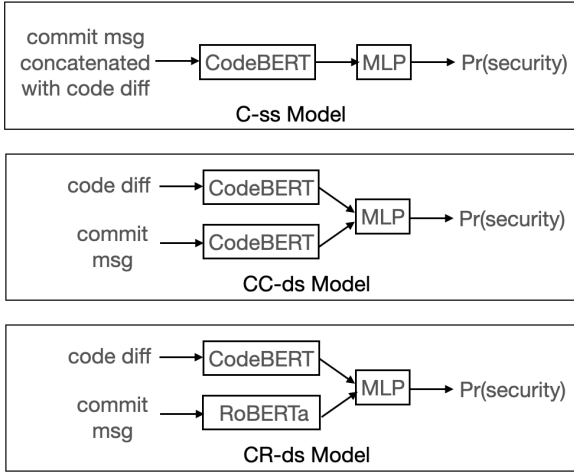 commit msg
concatenated
with code diff
CodeBERT
MLP
Pr(security)
C-ss Model
code diff
CodeBERT
commit
msg
CodeBERT
MLP
Pr(security)
CC-ds Model
code diff
CodeBERT
commit
msg
RoBERTa
MLP
Pr(security)
CR-ds Model